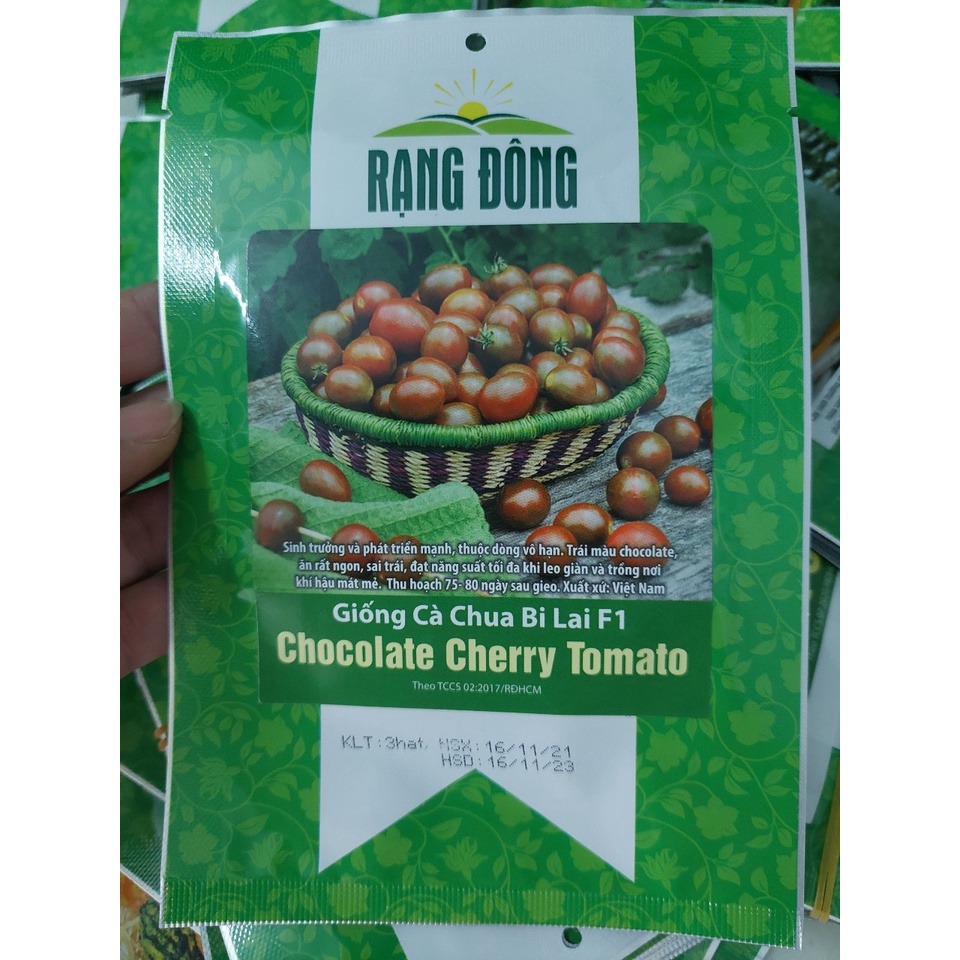 RẠNG ĐÔNG
Sinh trưởng và phát triển mạnh, thuộc dòng vô hạn. Trái màu chocolate,
ăn rất ngon, sai trái, đạt năng suất tối đa khi leo giàn và trồng nơi
khí hậu mát mẻ. Thu hoạch 75- 80 ngày sau gieo. Xuất xứ: Việt Nam
Giống Cà Chua Bi Lai F1
Chocolate Cherry Tomato
Theo TCCS 02:2017/RĐHCM
KLT:3hat, NSX:16/11/21
HSD:16/11/23